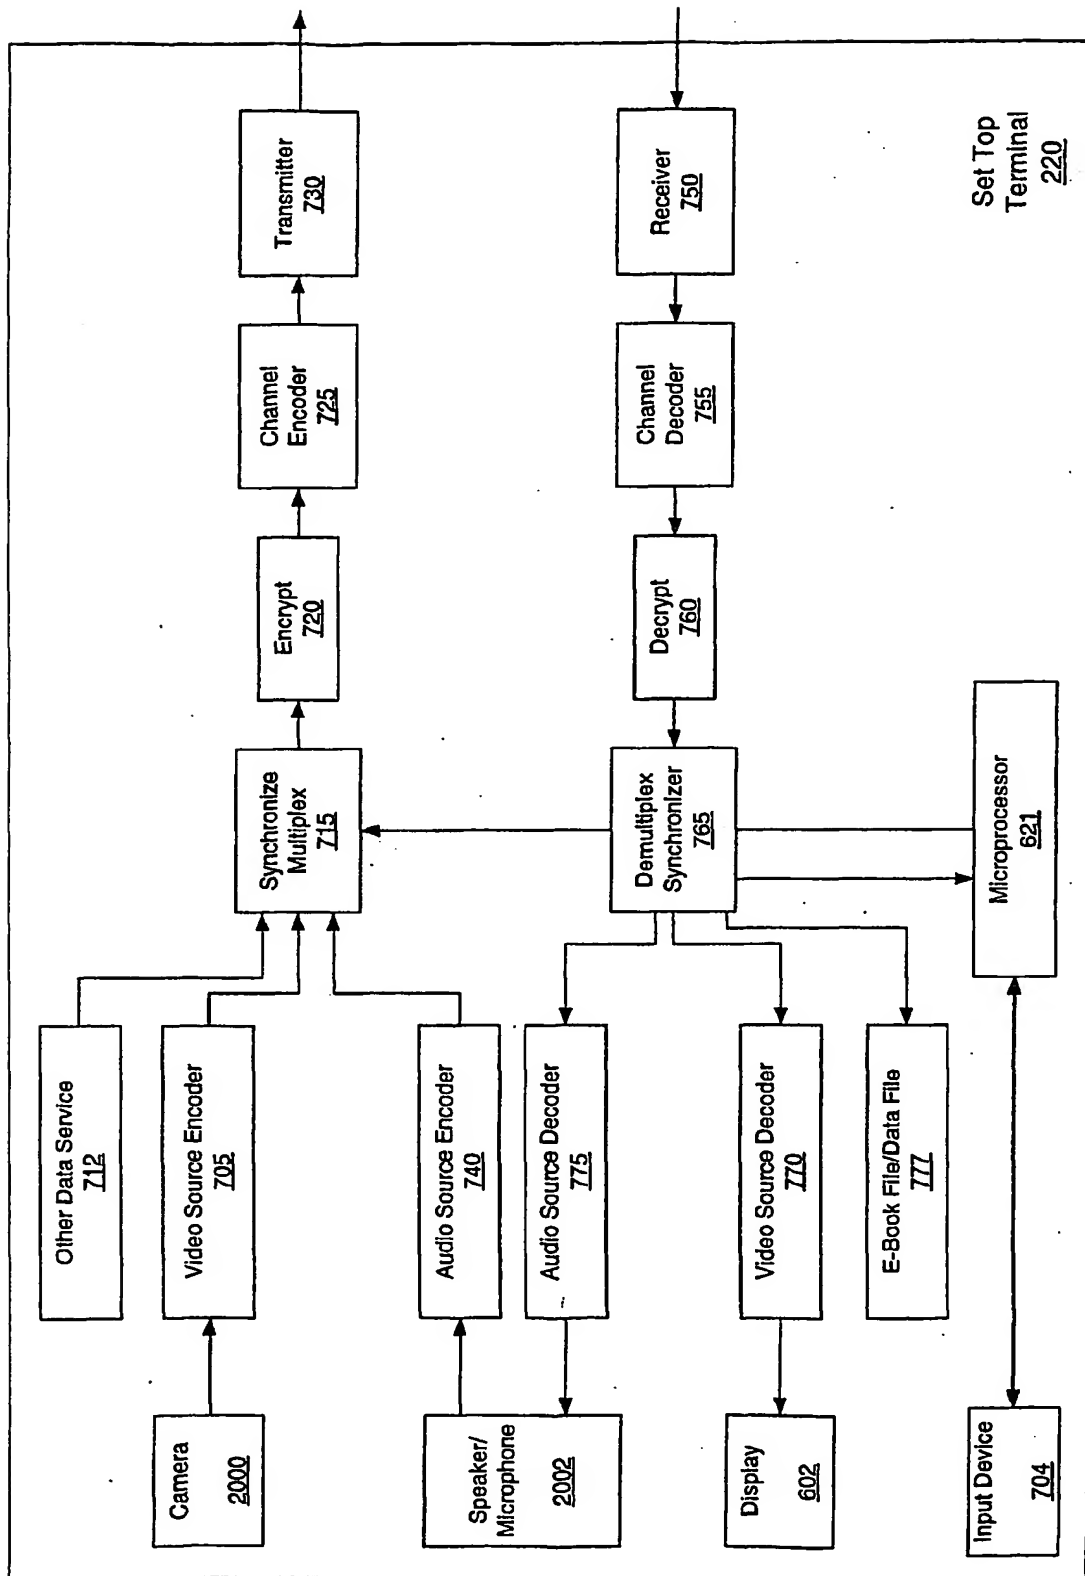 Other Data Service
712
Camera
2000
Video Source Encoder
705
Synchronize
Multiplex
715
Encrypt
720
Channel
Encoder
725
Transmitter
730
Speaker/
Microphone
2002
Audio Source Encoder
740
Audio Source Decoder
775
Display
602
Video Source Decoder
770
E-Book File/Data File
777
Demultiplex
Synchronizer
765
Decrypt
760
Channel
Decoder
755
Receiver
750
Input Device
704
Microprocessor
621
Set Top
Terminal
220